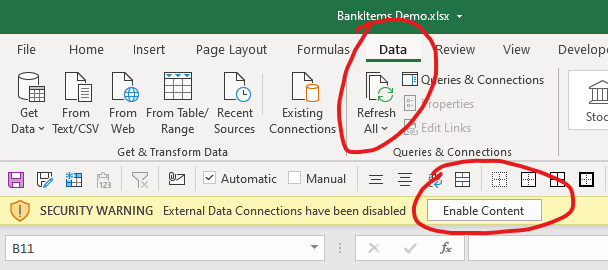 BankItems Demo.xlsx
File Home Insert Page Layout Formulas Data Review View Develope
Get Data From Text/CSV From Web From Table/ Range Recent Sources Existing Connections Refresh All Queries & Connections Properties Edit Links Stoc
Get & Transform Data Queries & Connections
123 Automatic Manual
SECURITY WARNING External Data Connections have been disabled Enable Content
B11 fx